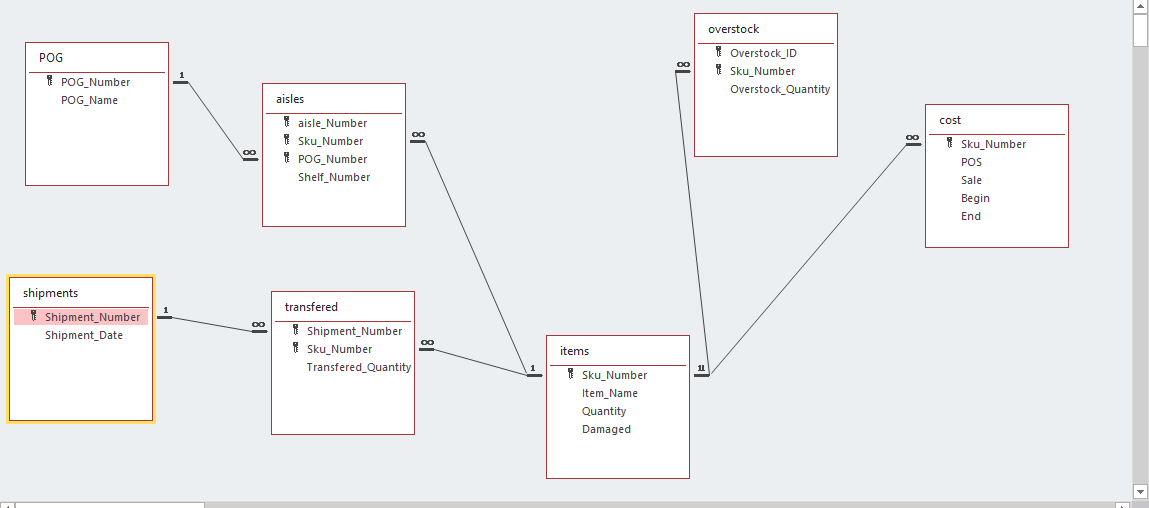 POG
POG_Number
POG_Name
1
∞
aisles
aisle_Number
Sku_Number
POG_Number
Shelf_Number
∞
overstock
Overstock_ID
Sku_Number
Overstock_Quantity
∞
cost
Sku_Number
POS
Sale
Begin
End
∞
shipments
Shipment_Number
Shipment_Date
1
∞
transfered
Shipment_Number
Sku_Number
Transfered_Quantity
∞
1
items
Sku_Number
Item_Name
Quantity
Damaged
11